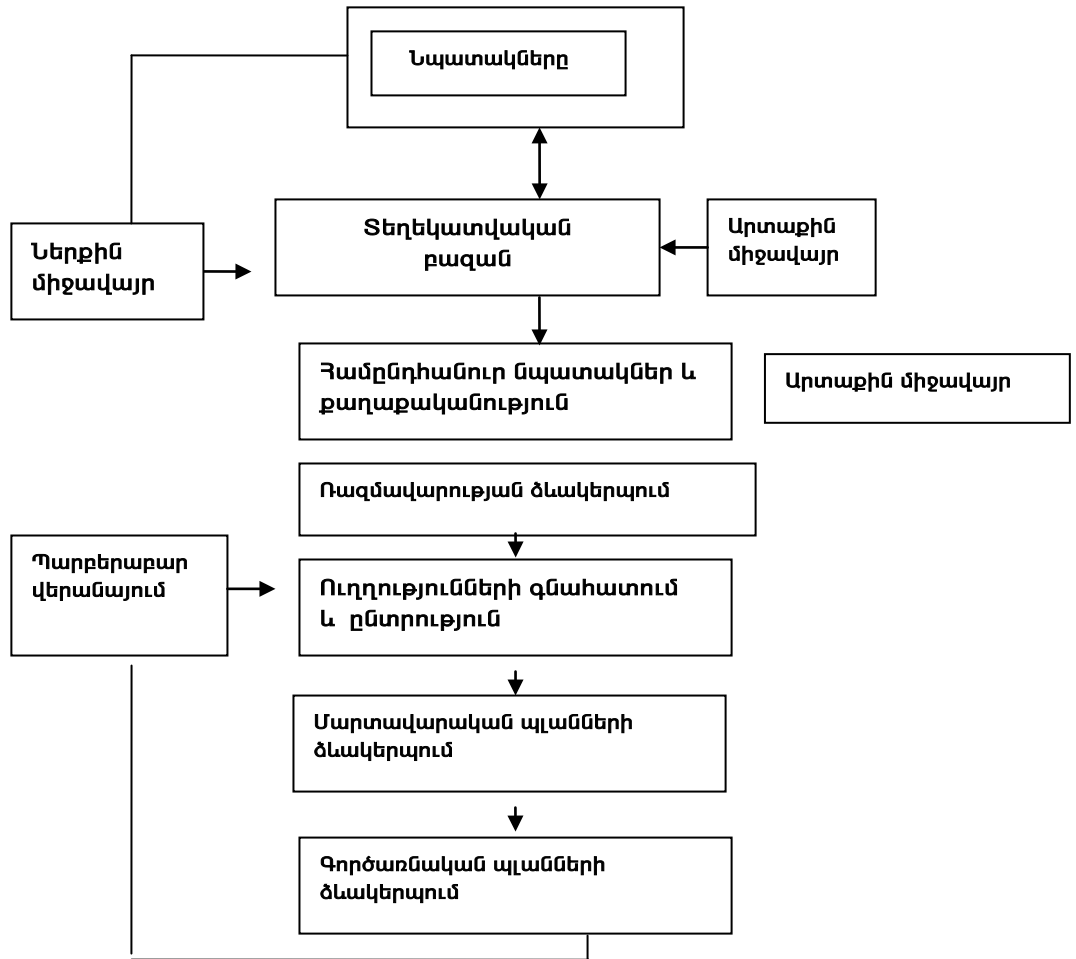 Նպատակները
Տեղեկատվական
բազան
Արտաքին
միջավայր
Ներքին
միջավայր
Համընդհանուր նպատակներ և
քաղաքականություն
Արտաքին միջավայր
Ռազմավարության ձևակերպում
Պարբերաբար
վերանայում
Ուղղությունների գնահատում
և ընտրություն
Մարտավարական պլանների
ձևակերպում
Գործառնական պլանների
ձևակերպում